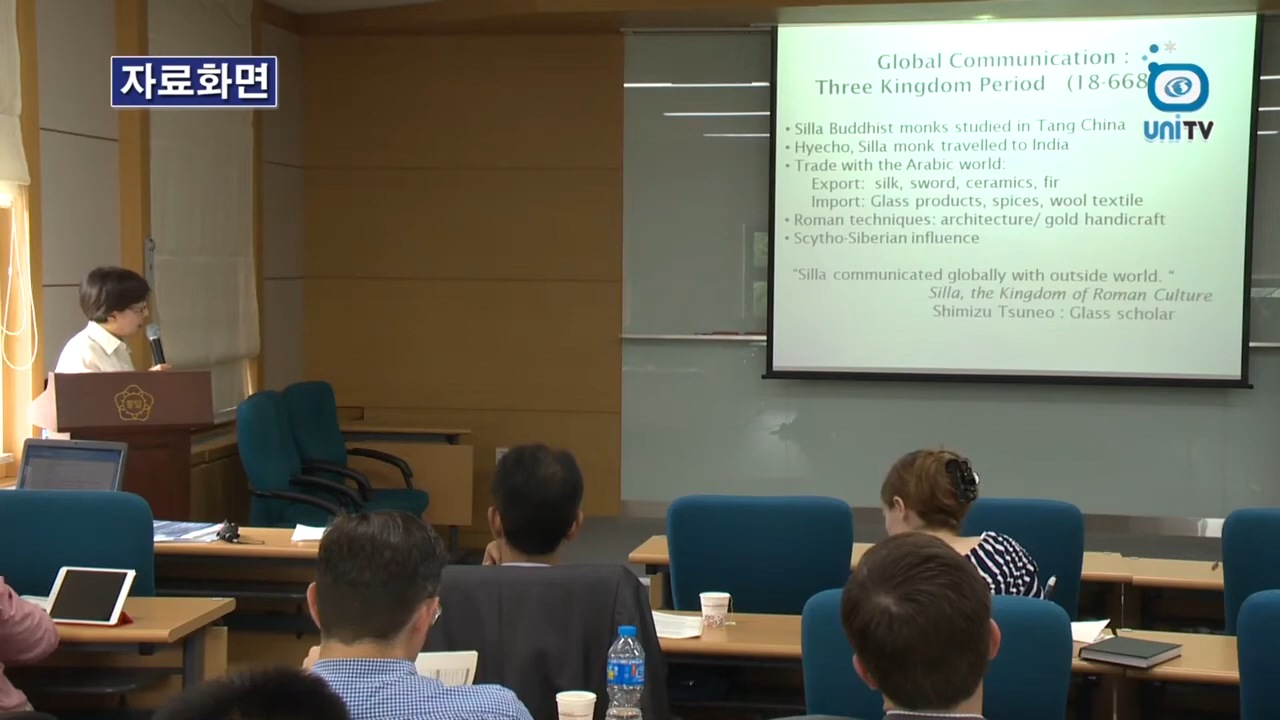 자료화면
Global Communication :
Three Kingdom Period (18-668
UNiTV
• Silla Buddhist monks studied in Tang China
• Hyecho, Silla monk travelled to India
• Trade with the Arabic world:
Export: silk, sword, ceramics, fir
Import: Glass products, spices, wool textile
• Roman techniques: architecture/ gold handicraft
• Scytho-Siberian influence
"Silla communicated globally with outside world. "
Silla, the Kingdom of Roman Culture
Shimizu Tsuneo : Glass scholar
통일